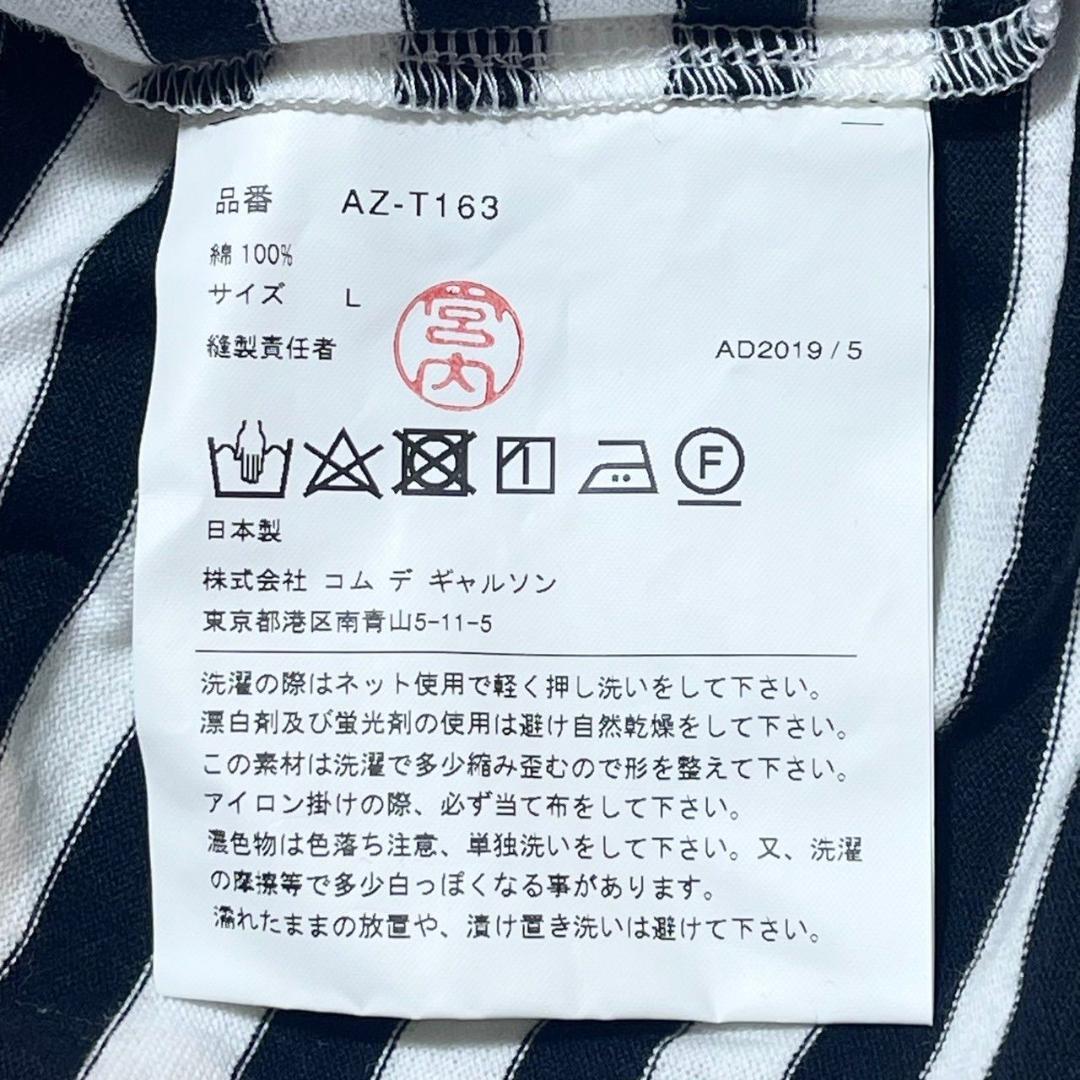 品番 AZ-T163
綿 100%
サイズ L
宮内
縫製責任者 AD2019 / 5
F
日本製
株式会社 コム デ ギャルソン
東京都港区南青山5-11-5
洗濯の際はネット使用で軽く押し洗いをして下さい。
漂白剤及び蛍光剤の使用は避け自然乾燥をして下さい。
この素材は洗濯で多少縮み歪むので形を整えて下さい。
アイロン掛けの際、必ず当て布をして下さい。
濃色物は色落ち注意、単独洗いをして下さい。又、洗濯
の摩擦等で多少白っぽくなる事があります。
濡れたままの放置や、漬け置き洗いは避けて下さい。